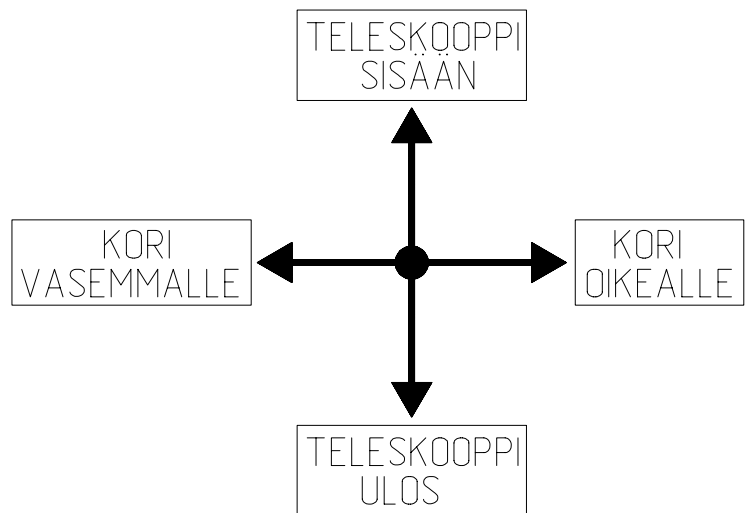 TELESKOOPPI
SISÄÄN
KORI
VASEMMALLE
KORI
OIKEALLE
TELESKOOPPI
ULOS